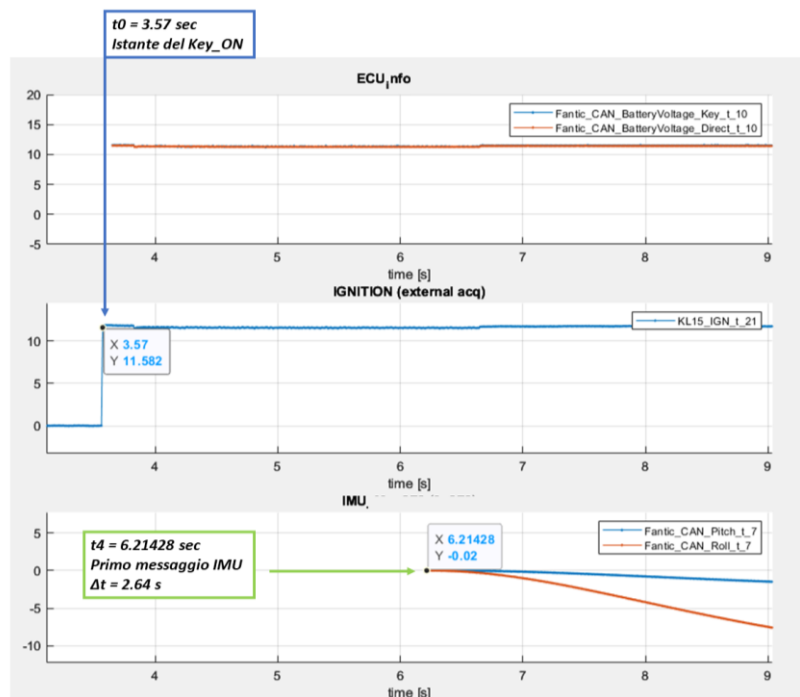 t0 = 3.57 sec
Istante del Key_ON
ECU_Info
20
15
10
5
0
-5
Fantic_CAN_BatteryVoltage_Key_t_10
Fantic_CAN_BatteryVoltage_Direct_t_10
4 5 6 7 8 9
time [s]
IGNITION (external acq)
10
5
0
KL15_IGN_t_21
X 3.57
Y 11.582
4 5 6 7 8 9
time [s]
IMU
5
0
-5
-10
t4 = 6.21428 sec
Primo messaggio IMU
Δt = 2.64 s
X 6.21428
Y -0.02
Fantic_CAN_Pitch_t_7
Fantic_CAN_Roll_t_7
4 5 6 7 8 9
time [s]